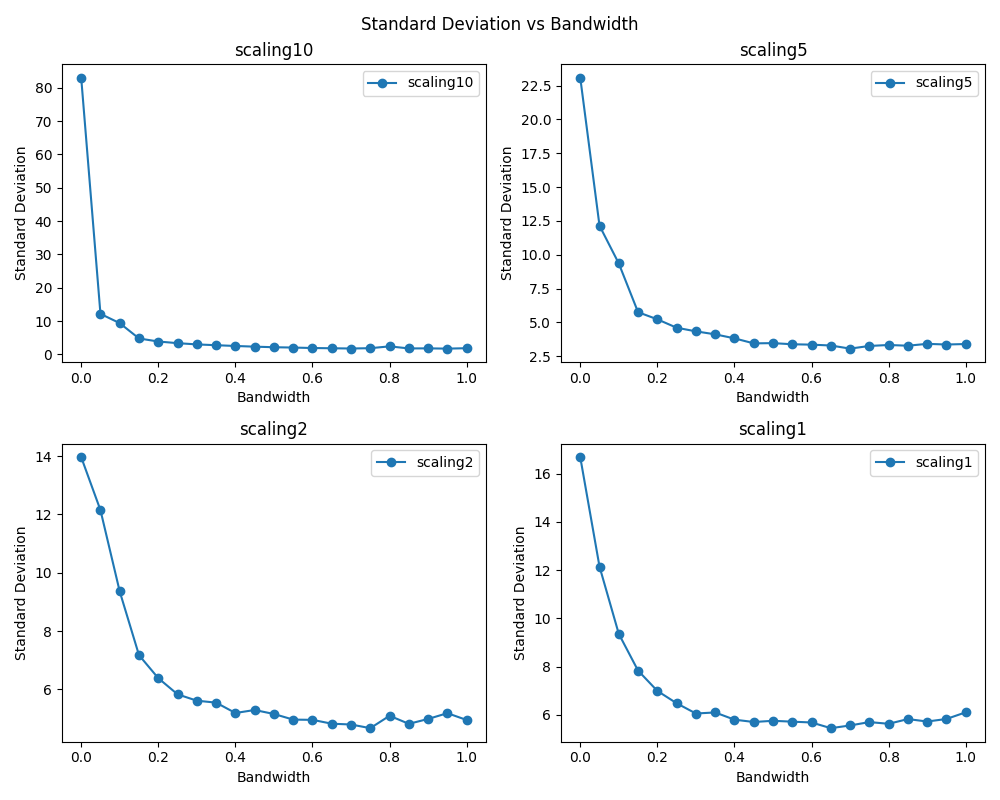 Standard Deviation vs Bandwidth
scaling10
scaling10
80
70
60
50
40
30
20
10
0
Standard Deviation
0.0 0.2 0.4 0.6 0.8 1.0
Bandwidth
scaling5
scaling5
22.5
20.0
17.5
15.0
12.5
10.0
7.5
5.0
2.5
Standard Deviation
0.0 0.2 0.4 0.6 0.8 1.0
Bandwidth
scaling2
scaling2
14
12
10
8
6
Standard Deviation
0.0 0.2 0.4 0.6 0.8 1.0
Bandwidth
scaling1
scaling1
16
14
12
10
8
6
Standard Deviation
0.0 0.2 0.4 0.6 0.8 1.0
Bandwidth